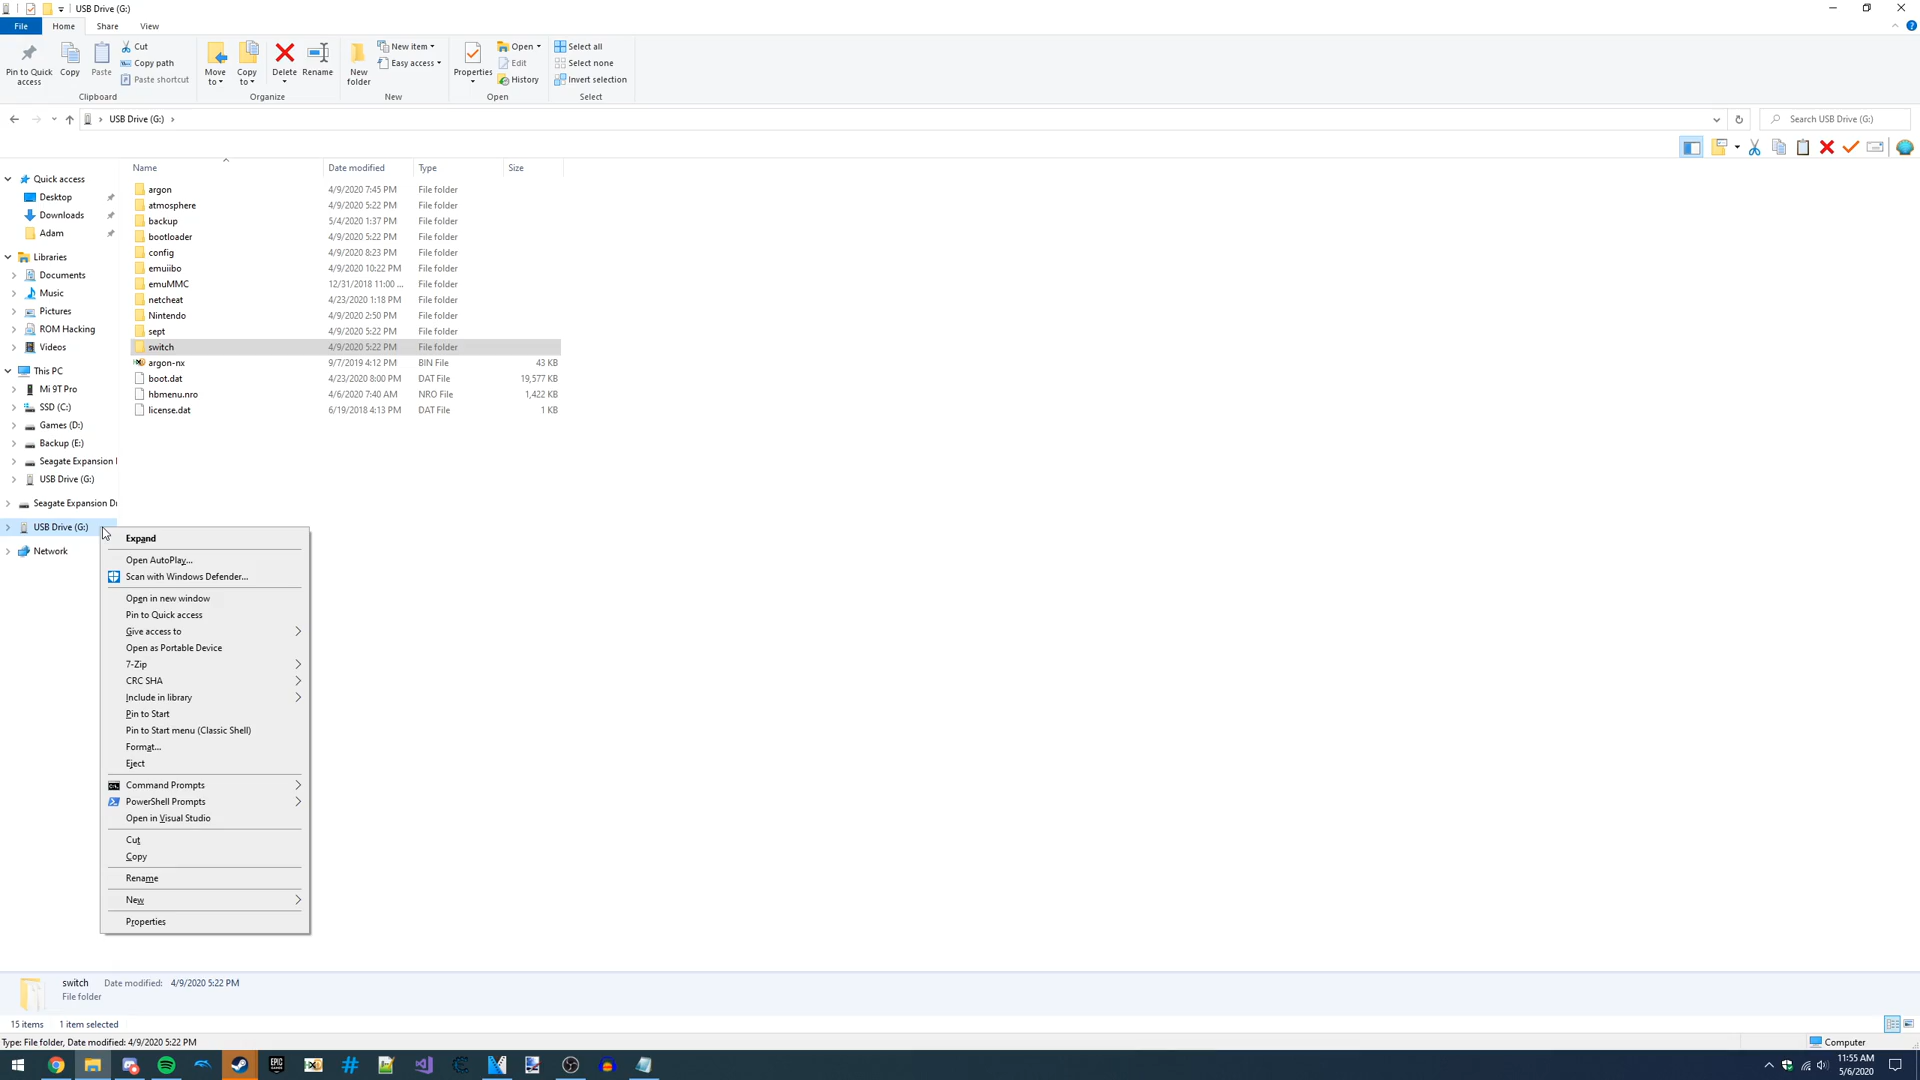 USB Drive (G:)
File Home Share View
Pin to Quick access
Copy
Paste
Cut
Copy path
Paste shortcut
Move to
Copy to
Delete
Rename
New folder
New item
Easy access
Properties
Open
Edit
History
Select all
Select none
Invert selection
Clipboard Organize New Open Select
USB Drive (G:)
Search USB Drive (G:)
Name Date modified Type Size
argon 4/9/2020 7:45 PM File folder
atmosphere 4/9/2020 5:22 PM File folder
backup 5/4/2020 1:37 PM File folder
bootloader 4/9/2020 5:22 PM File folder
config 4/9/2020 8:23 PM File folder
emuiibo 4/9/2020 10:22 PM File folder
emuMMC 12/31/2018 11:00 ... File folder
netcheat 4/23/2020 1:18 PM File folder
Nintendo 4/9/2020 2:50 PM File folder
sept 4/9/2020 5:22 PM File folder
switch 4/9/2020 5:22 PM File folder
argon-nx 9/7/2019 4:12 PM BIN File 43 KB
boot.dat 4/23/2020 8:00 PM DAT File 19,577 KB
hbmenu.nro 4/6/2020 7:40 AM NRO File 1,422 KB
license.dat 6/19/2018 4:13 PM DAT File 1 KB
Quick access
Desktop
Downloads
Adam
Libraries
Documents
Music
Pictures
ROM Hacking
Videos
This PC
Mi 9T Pro
SSD (C:)
Games (D:)
Backup (E:)
Seagate Expansion
USB Drive (G:)
Seagate Expansion Dr
USB Drive (G:)
Network
Expand
Open AutoPlay...
Scan with Windows Defender...
Open in new window
Pin to Quick access
Give access to
Open as Portable Device
7-Zip
CRC SHA
Include in library
Pin to Start
Pin to Start menu (Classic Shell)
Format...
Eject
Command Prompts
PowerShell Prompts
Open in Visual Studio
Cut
Copy
Rename
New
Properties
switch Date modified: 4/9/2020 5:22 PM
File folder
15 items 1 item selected
Type: File folder, Date modified: 4/9/2020 5:22 PM
Computer
EPIC GAMES
11:55 AM
5/6/2020